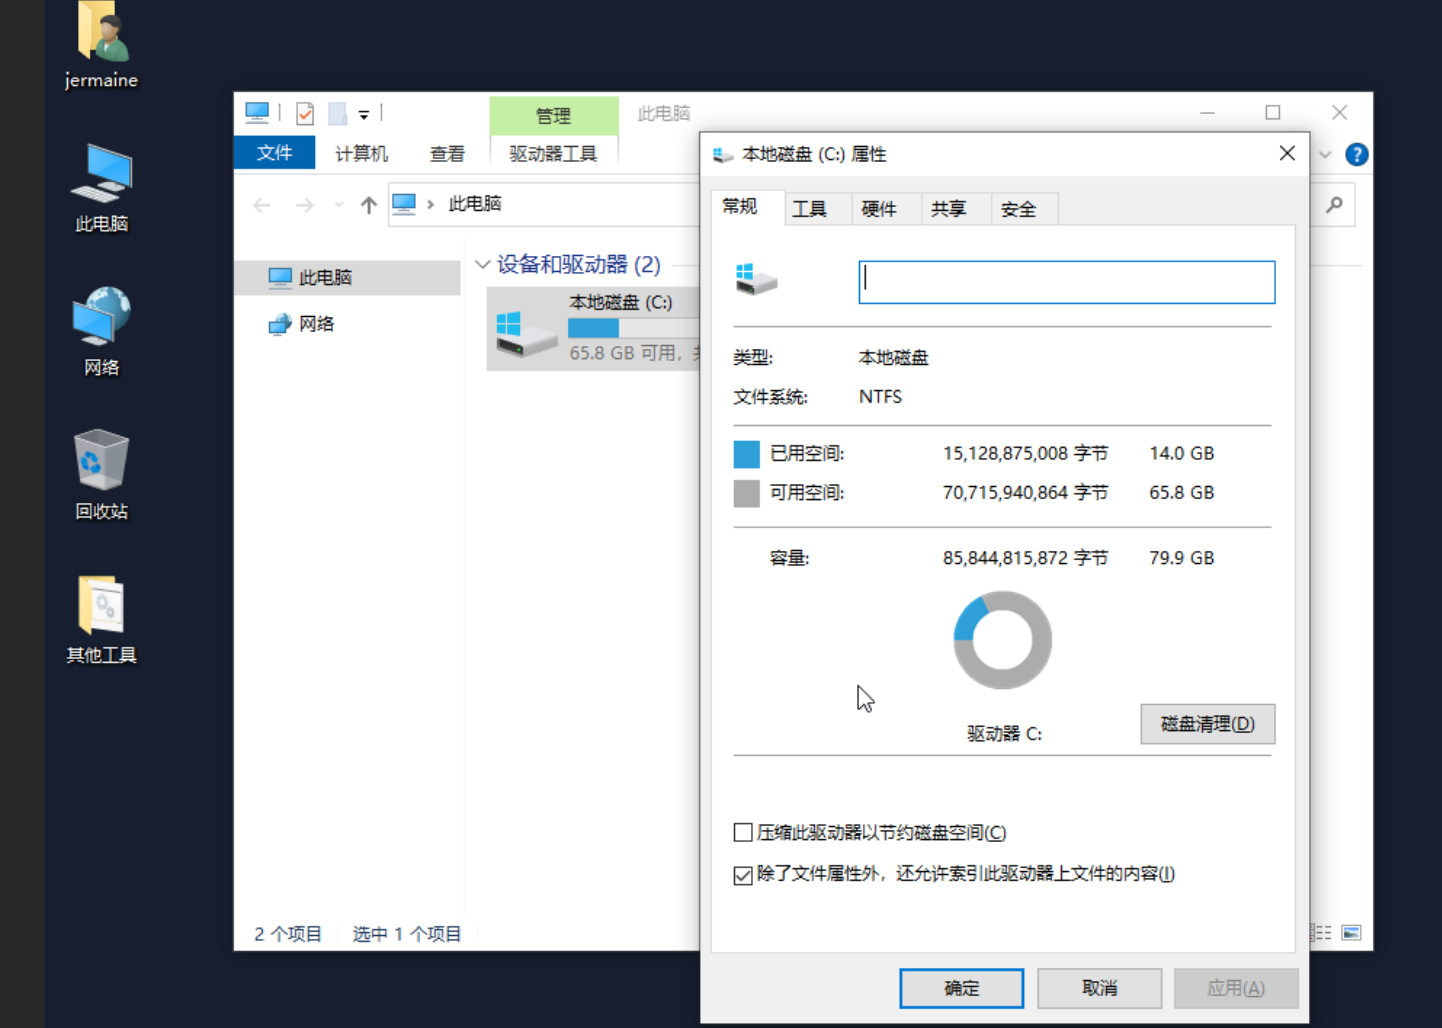 jermaine
此电脑
网络
回收站
其他工具
管理
此电脑
文件
计算机
查看
驱动器工具
此电脑
此电脑
网络
设备和驱动器 (2)
本地磁盘 (C:)
65.8 GB 可用,
2 个项目
选中 1 个项目
本地磁盘 (C:) 属性
常规
工具
硬件
共享
安全
类型: 本地磁盘
文件系统: NTFS
已用空间: 15,128,875,008 字节 14.0 GB
可用空间: 70,715,940,864 字节 65.8 GB
容量: 85,844,815,872 字节 79.9 GB
驱动器 C:
磁盘清理(D)
压缩此驱动器以节约磁盘空间(C)
除了文件属性外，还允许索引此驱动器上文件的内容(I)
确定
取消
应用(A)